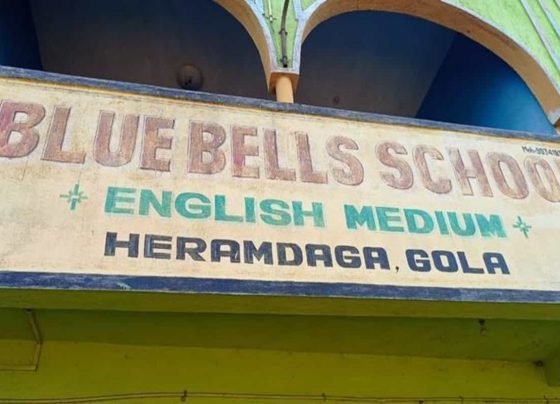 BLUE BELLS SCHOO
ENGLISH MEDIUM
HERAMDAGA, GOLA